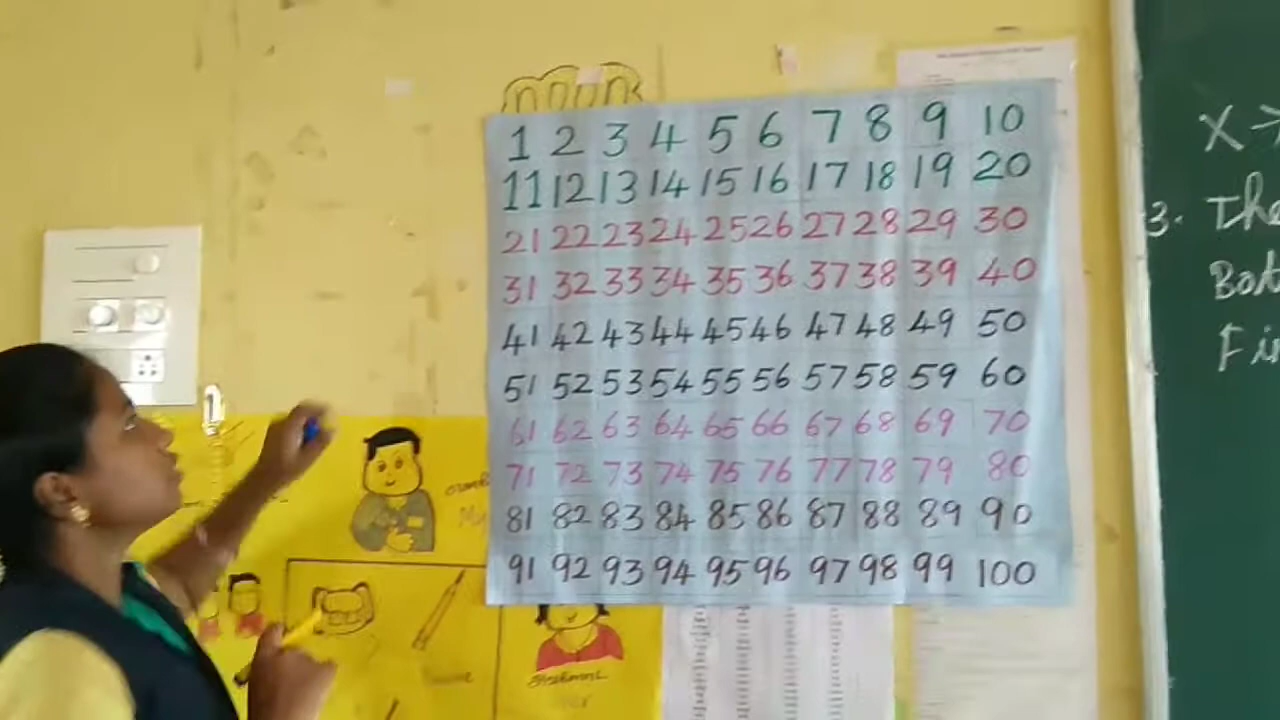 1 2 3 4 5 6 7 8 9 10
11 12 13 14 15 16 17 18 19 20
21 22 23 24 25 26 27 28 29 30
31 32 33 34 35 36 37 38 39 40
41 42 43 44 45 46 47 48 49 50
51 52 53 54 55 56 57 58 59 60
61 62 63 64 65 66 67 68 69 70
71 72 73 74 75 76 77 78 79 80
81 82 83 84 85 86 87 88 89 90
91 92 93 94 95 96 97 98 99 100
X →
3. The